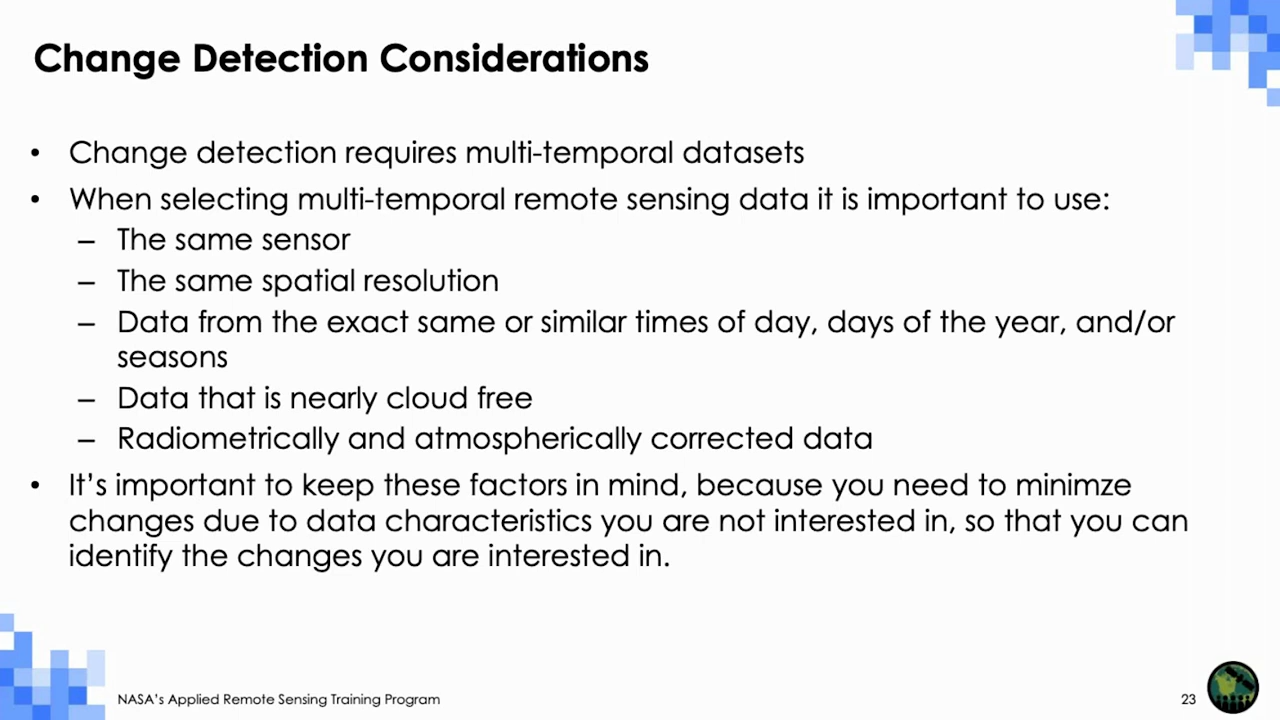 Change Detection Considerations
• Change detection requires multi-temporal datasets
• When selecting multi-temporal remote sensing data it is important to use:
– The same sensor
– The same spatial resolution
– Data from the exact same or similar times of day, days of the year, and/or
seasons
– Data that is nearly cloud free
– Radiometrically and atmospherically corrected data
• It’s important to keep these factors in mind, because you need to minimze
changes due to data characteristics you are not interested in, so that you can
identify the changes you are interested in.
NASA’s Applied Remote Sensing Training Program
23